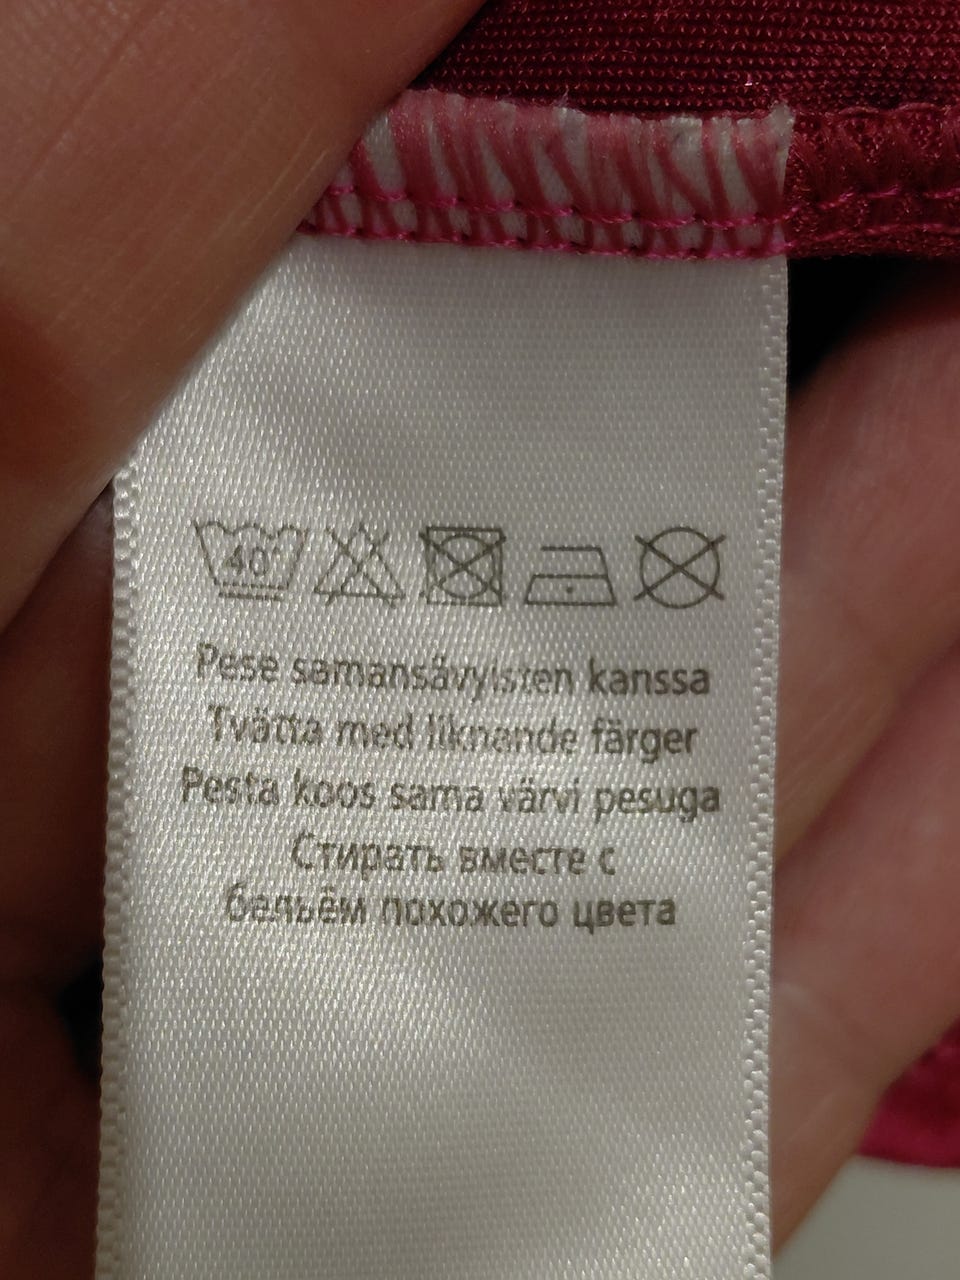 40°
Pese samansävyisten kanssa
Tvätta med liknande färger
Pesta koos sama värvi pesuga
Стирать вместе с
бельём похожего цвета